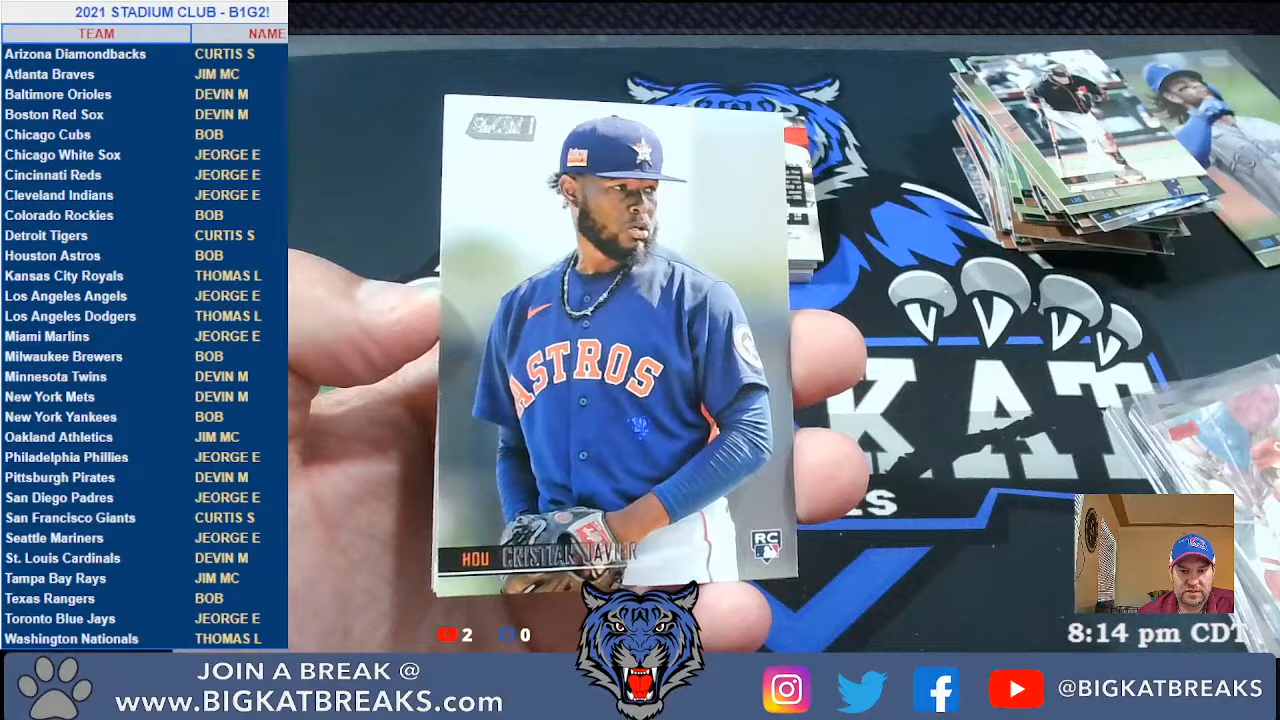 2021 STADIUM CLUB - B1G2!
TEAM NAME
Arizona Diamondbacks CURTIS S
Atlanta Braves JIM MC
Baltimore Orioles DEVIN M
Boston Red Sox DEVIN M
Chicago Cubs BOB
Chicago White Sox JEORGE E
Cincinnati Reds JEORGE E
Cleveland Indians JEORGE E
Colorado Rockies BOB
Detroit Tigers CURTIS S
Houston Astros BOB
Kansas City Royals THOMAS L
Los Angeles Angels JEORGE E
Los Angeles Dodgers THOMAS L
Miami Marlins JEORGE E
Milwaukee Brewers BOB
Minnesota Twins DEVIN M
New York Mets DEVIN M
New York Yankees BOB
Oakland Athletics JIM MC
Philadelphia Phillies JEORGE E
Pittsburgh Pirates DEVIN M
San Diego Padres JEORGE E
San Francisco Giants CURTIS S
Seattle Mariners JEORGE E
St. Louis Cardinals DEVIN M
Tampa Bay Rays JIM MC
Texas Rangers BOB
Toronto Blue Jays JEORGE E
Washington Nationals THOMAS L
ASTROS
HOU CRISTIAN JAVIER
RC
KAT
2 0
8:14 pm CDT
JOIN A BREAK @
www.BIGKATBREAKS.com
@BIGKATBREAKS